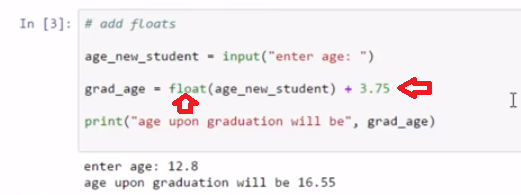 In [3]: # add floats
age_new_student = input("enter age: ")
grad_age = float(age_new_student) + 3.75
print("age upon graduation will be", grad_age)
enter age: 12.8
age upon graduation will be 16.55